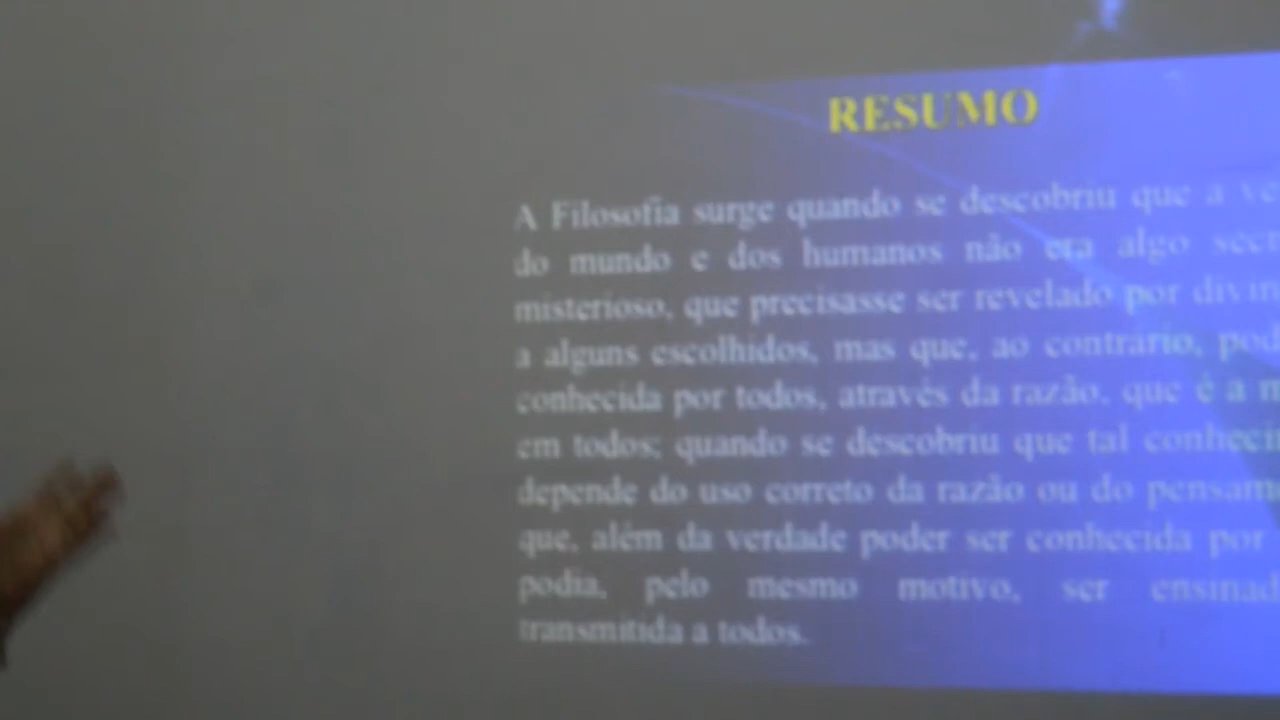 RESUMO
A Filosofia surge quando se descobriu que a
do mundo e dos humanos não era algo
misterioso, que precisasse ser revelado por
a alguns escolhidos, mas que, ao contrário,
conhecida por todos, através da razão, que é a
em todos; quando se descobriu que tal
depende do uso correto da razão ou do
que, além da verdade poder ser conhecida por
podia, pelo mesmo motivo, ser
transmitida a todos.